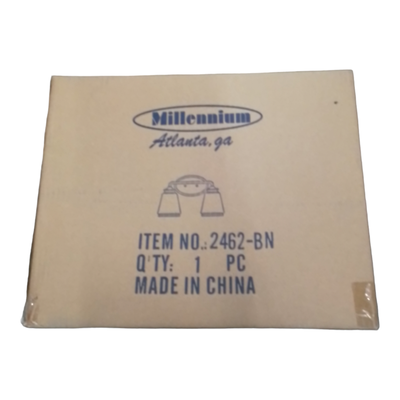 Millennium
Atlanta, ga
ITEM NO.: 2462-BN
Q'TY: 1 PC
MADE IN CHINA